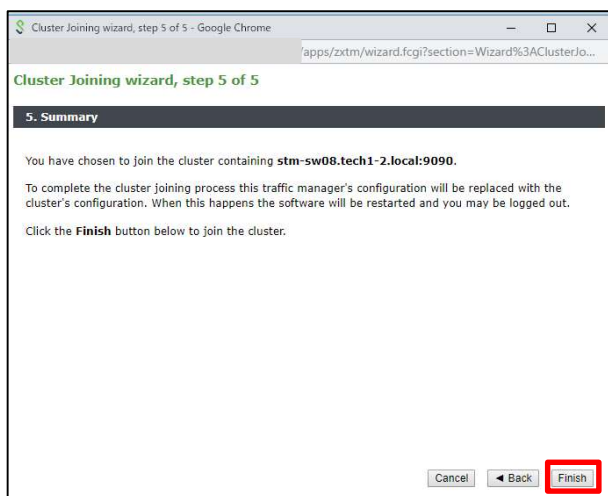 Cluster Joining wizard, step 5 of 5 - Google Chrome
/apps/zxtm/wizard.fcgi?section=Wizard%3AClusterJo...
Cluster Joining wizard, step 5 of 5
5. Summary
You have chosen to join the cluster containing stm-sw08.tech1-2.local:9090.
To complete the cluster joining process this traffic manager's configuration will be replaced with the
cluster's configuration. When this happens the software will be restarted and you may be logged out.
Click the Finish button below to join the cluster.
Cancel ◄ Back Finish